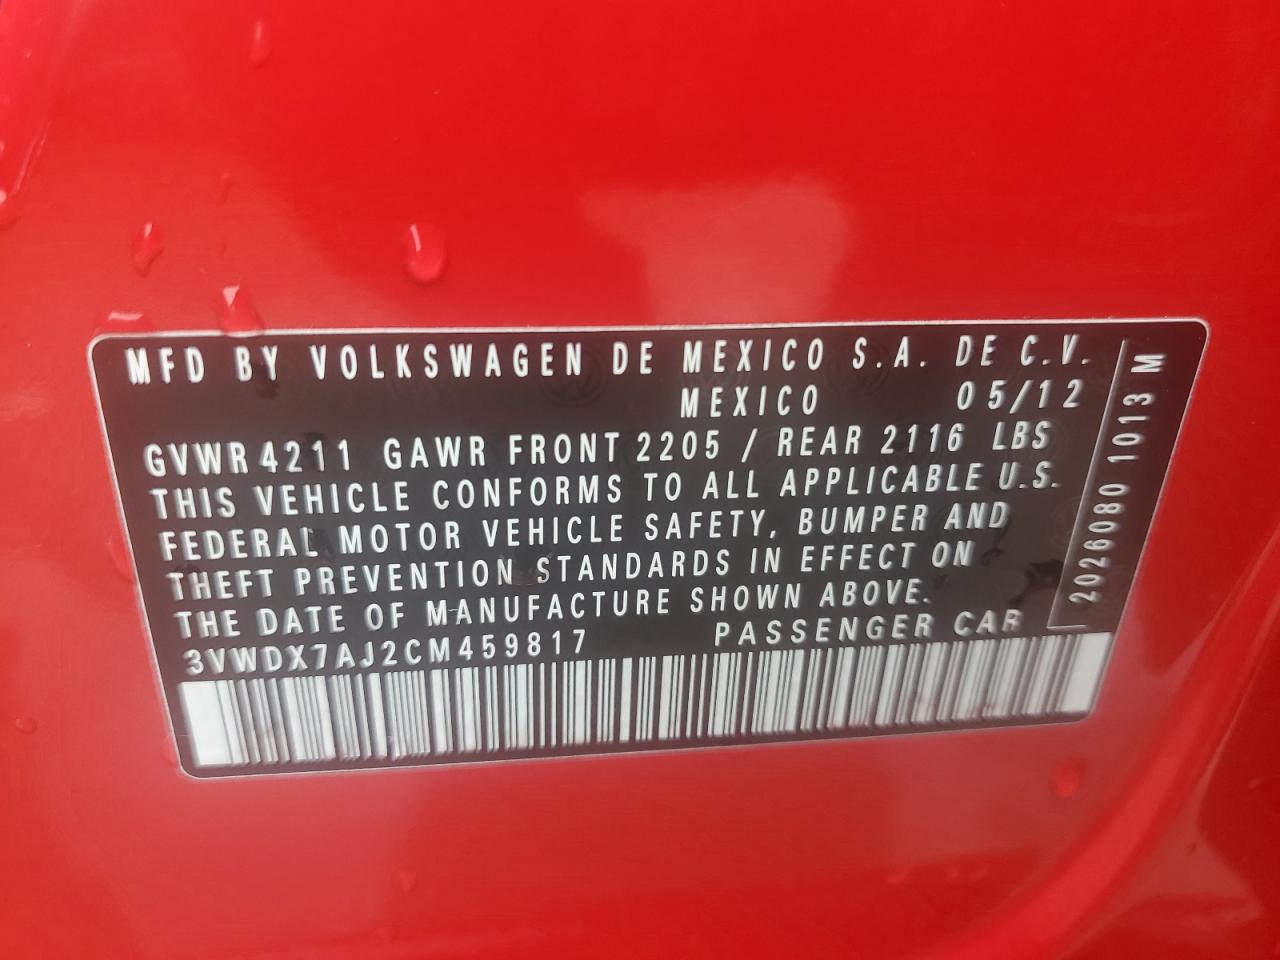 MFD BY VOLKSWAGEN DE MEXICO S.A. DE C.V.
MEXICO 05/12
GVWR 4211 GAWR FRONT 2205 / REAR 2116 LBS
THIS VEHICLE CONFORMS TO ALL APPLICABLE U.S.
FEDERAL MOTOR VEHICLE SAFETY, BUMPER AND
THEFT PREVENTION STANDARDS IN EFFECT ON
THE DATE OF MANUFACTURE SHOWN ABOVE.
3VWDX7AJ2CM459817 PASSENGER CAR
2026080 1013 M